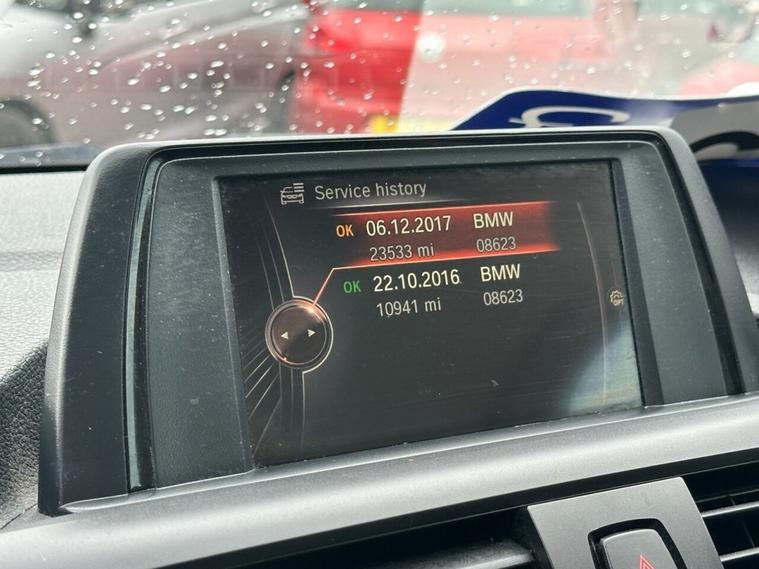 Service history
OK 06.12.2017 BMW
23533 mi 08623
OK 22.10.2016 BMW
10941 mi 08623